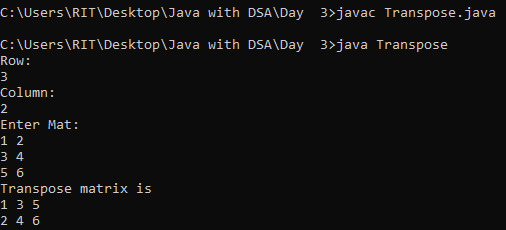 C:\Users\RIT\Desktop\Java with DSA\Day  3>javac Transpose.java
C:\Users\RIT\Desktop\Java with DSA\Day  3>java Transpose
Row:
3
Column:
2
Enter Mat:
1 2
3 4
5 6
Transpose matrix is
1 3 5
2 4 6